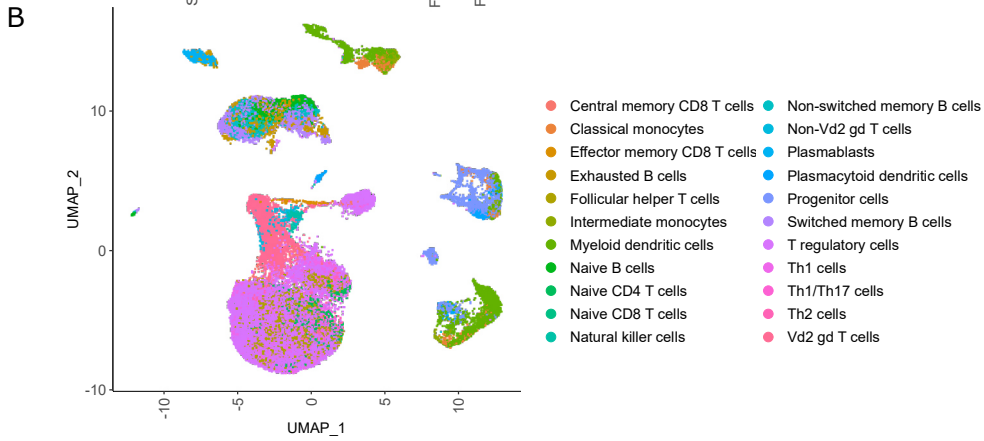 B
10
0
-10
UMAP_2
-10
-5
0
5
10
UMAP_1
Central memory CD8 T cells
Classical monocytes
Effector memory CD8 T cells
Exhausted B cells
Follicular helper T cells
Intermediate monocytes
Myeloid dendritic cells
Naive B cells
Naive CD4 T cells
Naive CD8 T cells
Natural killer cells
Non-switched memory B cells
Non-Vd2 gd T cells
Plasmablasts
Plasmacytoid dendritic cells
Progenitor cells
Switched memory B cells
T regulatory cells
Th1 cells
Th1/Th17 cells
Th2 cells
Vd2 gd T cells